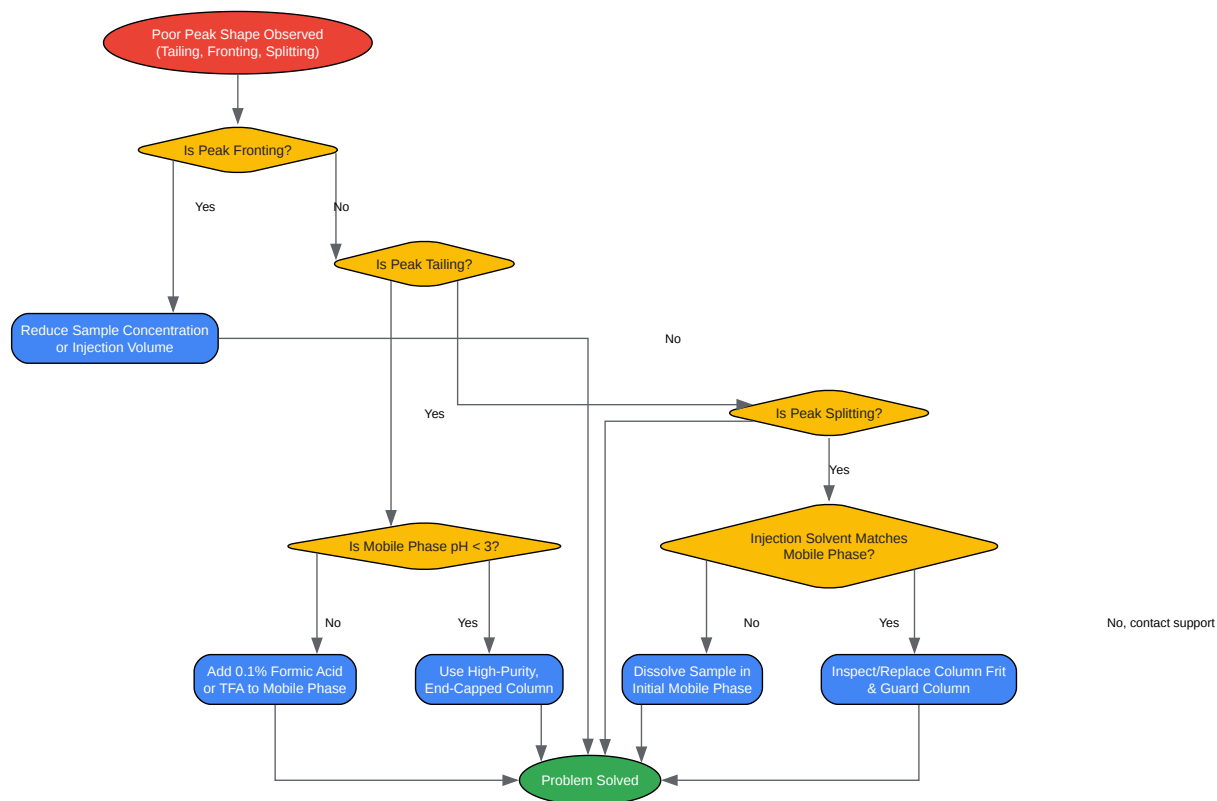 Poor Peak Shape Observed
(Tailing, Fronting, Splitting)
Is Peak Fronting?
Yes
No
Is Peak Tailing?
Reduce Sample Concentration
or Injection Volume
No
Yes
Is Peak Splitting?
Yes
Is Mobile Phase pH < 3?
Injection Solvent Matches
Mobile Phase?
No
Yes
No
Yes
No, contact support
Add 0.1% Formic Acid
or TFA to Mobile Phase
Use High-Purity,
End-Capped Column
Dissolve Sample in
Initial Mobile Phase
Inspect/Replace Column Frit
& Guard Column
Problem Solved